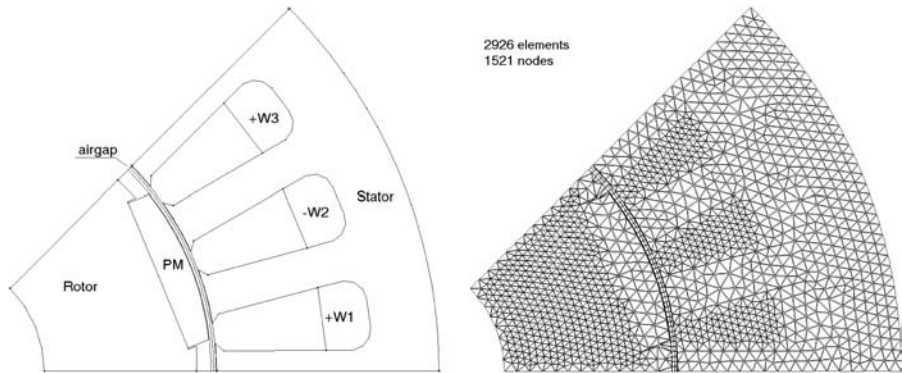 +W3
airgap
-W2
Stator
PM
Rotor
+W1
2926 elements
1521 nodes